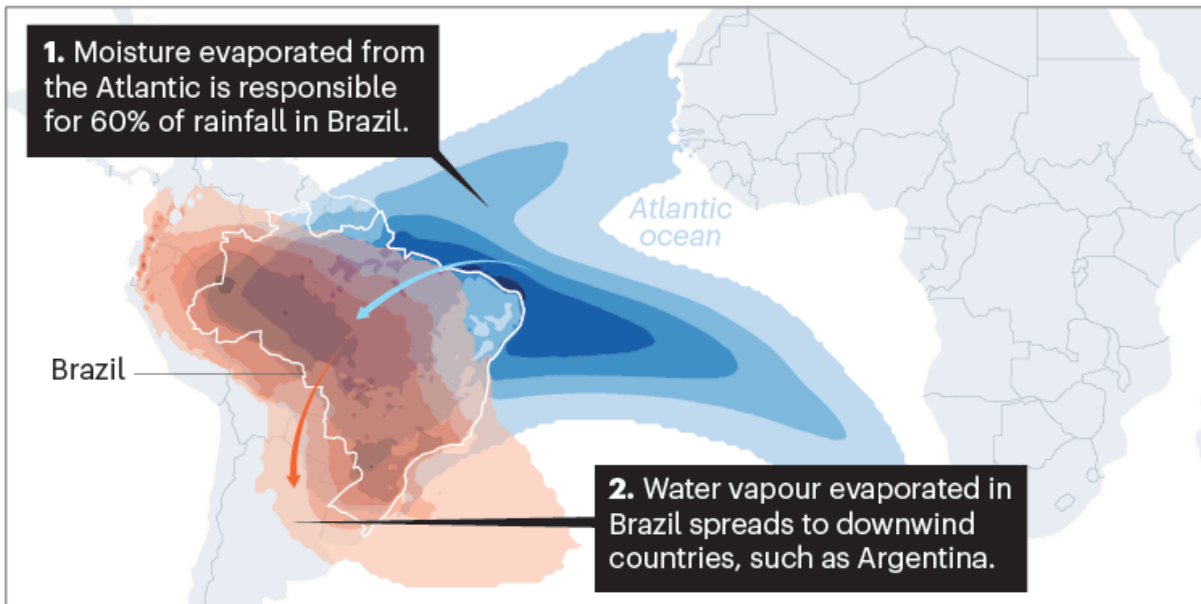 1. Moisture evaporated from
the Atlantic is responsible
for 60% of rainfall in Brazil.
Atlantic
ocean
Brazil
2. Water vapour evaporated in
Brazil spreads to downwind
countries, such as Argentina.